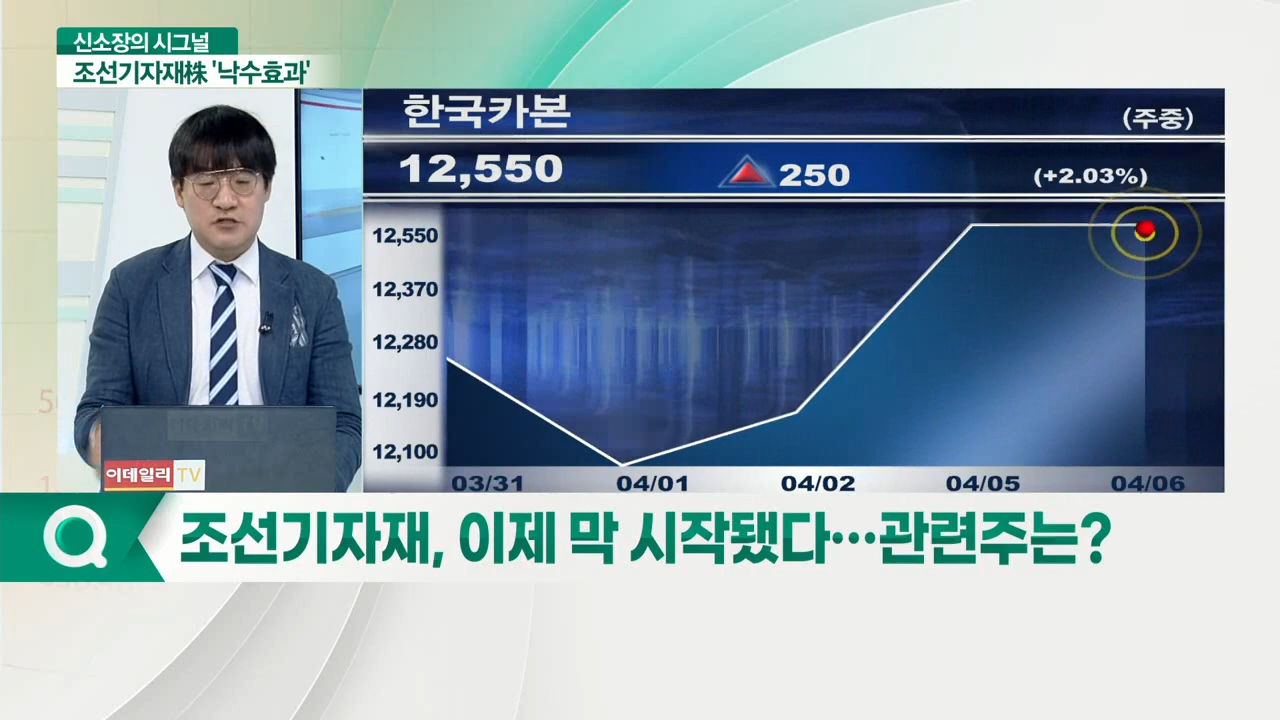 신소장의 시그널
조선기자재株 '낙수효과'
한국카본
(주중)
12,550
250
(+2.03%)
12,550
12,370
12,280
12,190
12,100
03/31
04/01
04/02
04/05
04/06
이데일리 TV
조선기자재, 이제 막 시작됐다…관련주는?